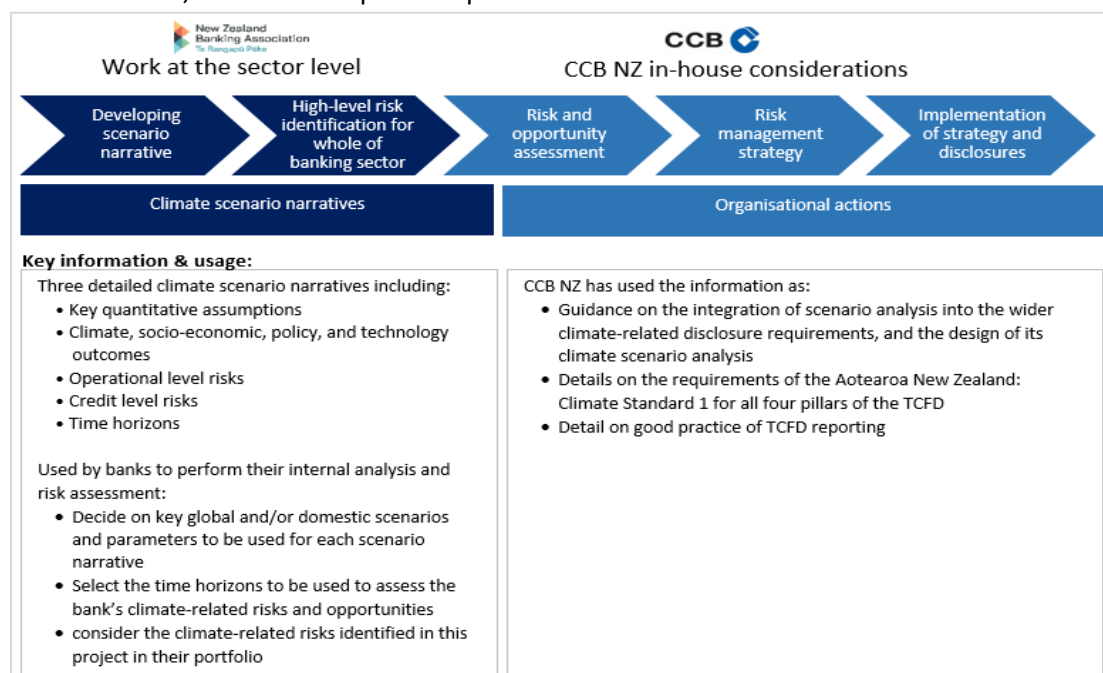 New Zealand
Banking Association
Te Rangapū Pēke
Work at the sector level
CCB
CCB NZ in-house considerations
Developing
scenario
narrative
High-level risk
identification for
whole of
banking sector
Risk and
opportunity
assessment
Risk
management
strategy
Implementation
of strategy and
disclosures
Climate scenario narratives
Organisational actions
Key information & usage:
Three detailed climate scenario narratives including:
• Key quantitative assumptions
• Climate, socio-economic, policy, and technology
outcomes
• Operational level risks
• Credit level risks
• Time horizons
Used by banks to perform their internal analysis and
risk assessment:
• Decide on key global and/or domestic scenarios
and parameters to be used for each scenario
narrative
• Select the time horizons to be used to assess the
bank’s climate-related risks and opportunities
• consider the climate-related risks identified in this
project in their portfolio
CCB NZ has used the information as:
• Guidance on the integration of scenario analysis into the wider
climate-related disclosure requirements, and the design of its
climate scenario analysis
• Details on the requirements of the Aotearoa New Zealand:
Climate Standard 1 for all four pillars of the TCFD
• Detail on good practice of TCFD reporting